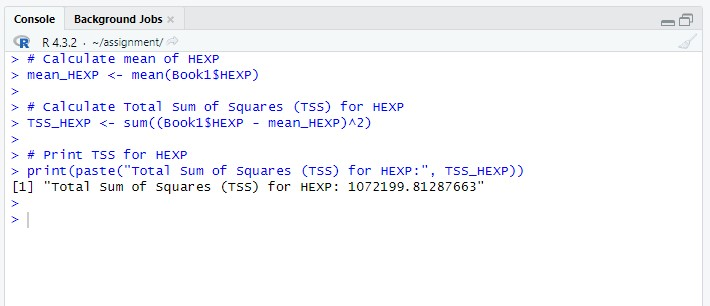 Console Background Jobs ×
R R 4.3.2 · ~/assignment/
> # Calculate mean of HEXP
> mean_HEXP <- mean(Book1$HEXP)
>
> # Calculate Total Sum of Squares (TSS) for HEXP
> TSS_HEXP <- sum((Book1$HEXP - mean_HEXP)^2)
>
> # Print TSS for HEXP
> print(paste("Total Sum of Squares (TSS) for HEXP:", TSS_HEXP))
[1] "Total Sum of Squares (TSS) for HEXP: 1072199.81287663"
>
>